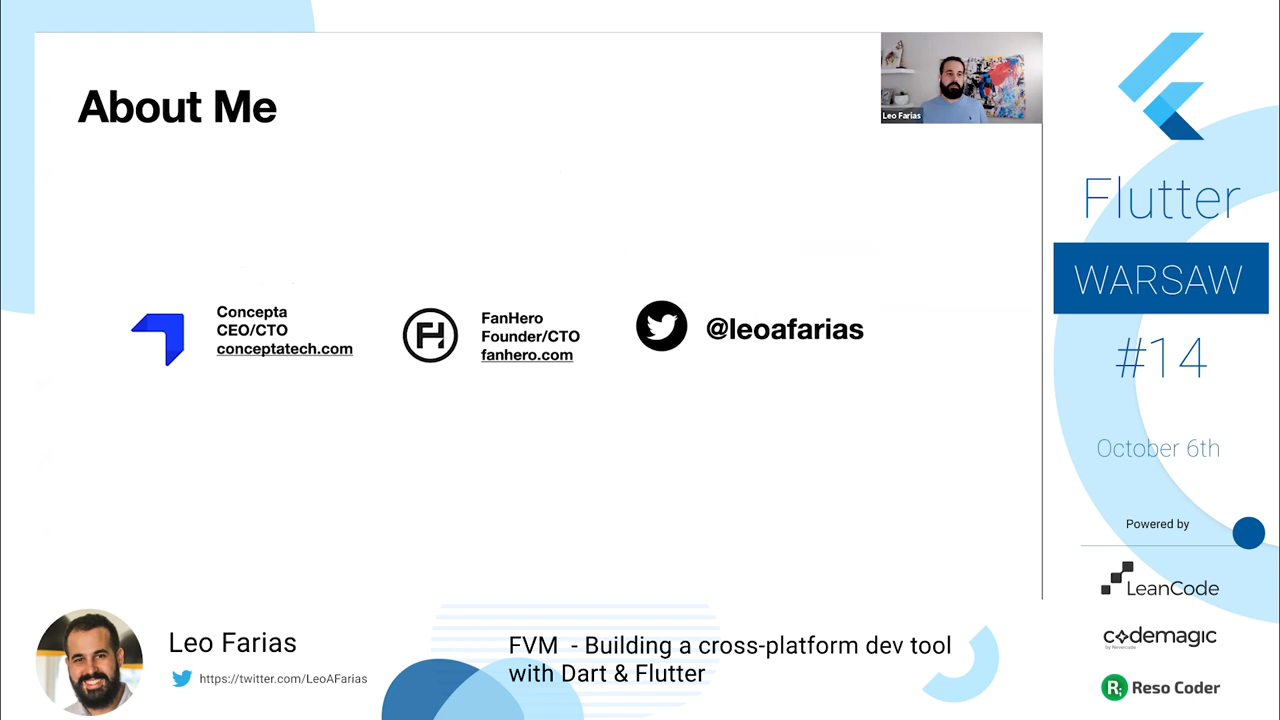 About Me
Leo Farias
Concepta
CEO/CTO
conceptatech.com
FanHero
Founder/CTO
fanhero.com
@leoafarias
Flutter
WARSAW
#14
October 6th
Powered by
LeanCode
codemagic
by Nevercode
Reso Coder
Leo Farias
https://twitter.com/LeoAFarias
FVM - Building a cross-platform dev tool
with Dart & Flutter